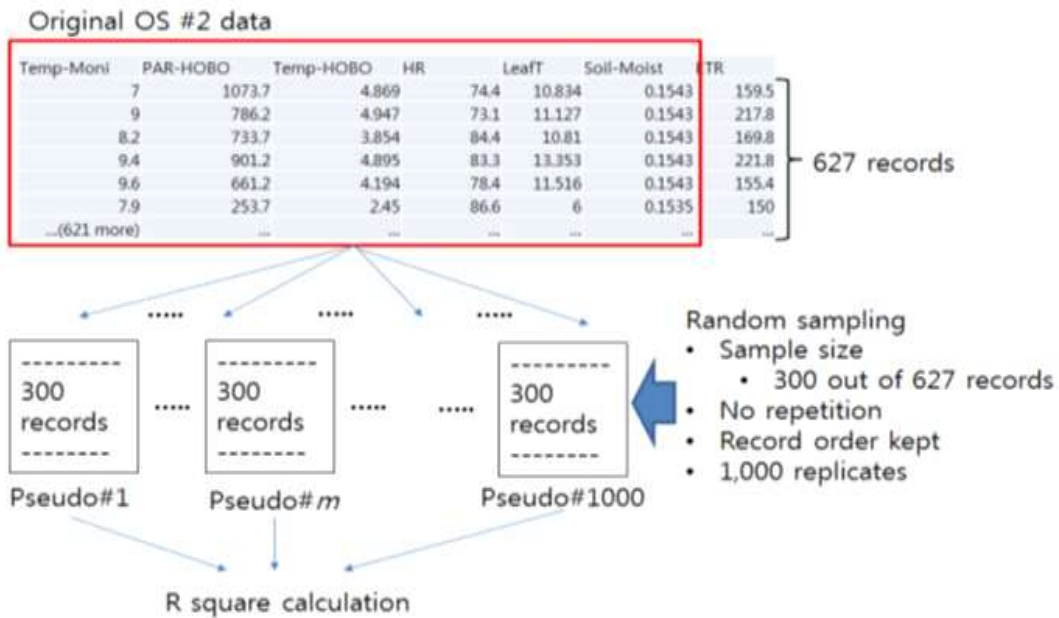 Original OS #2 data
Temp-Moni PAR-HOBO Temp-HOBO HR LeafT Soil-Moist ETR
7 1073.7 4.869 74.4 10.834 0.1543 159.5
9 786.2 4.947 73.1 11.127 0.1543 217.8
8.2 733.7 3.854 84.4 10.81 0.1543 169.8
9.4 901.2 4.895 83.3 13.353 0.1543 221.8
9.6 661.2 4.194 78.4 11.516 0.1543 155.4
7.9 253.7 2.45 86.6 6 0.1535 150
...(621 more) ... ... ... ... ... ...
627 records
..... ..... .....
---------
300
records
--------
Pseudo#1
.....
---------
300
records
--------
Pseudo#m
..... .....
---------
300
records
--------
Pseudo#1000
Random sampling
• Sample size
• 300 out of 627 records
• No repetition
• Record order kept
• 1,000 replicates
R square calculation